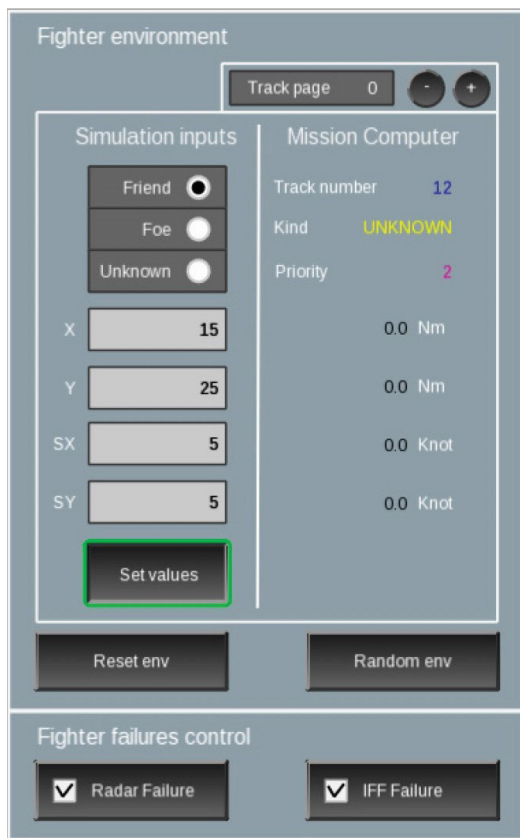 Fighter environment
Track page 0 - +
Simulation inputs
Friend
Foe
Unknown
X 15
Y 25
SX 5
SY 5
Set values
Mission Computer
Track number 12
Kind UNKNOWN
Priority 2
0.0 Nm
0.0 Nm
0.0 Knot
0.0 Knot
Reset env
Random env
Fighter failures control
Radar Failure
IFF Failure